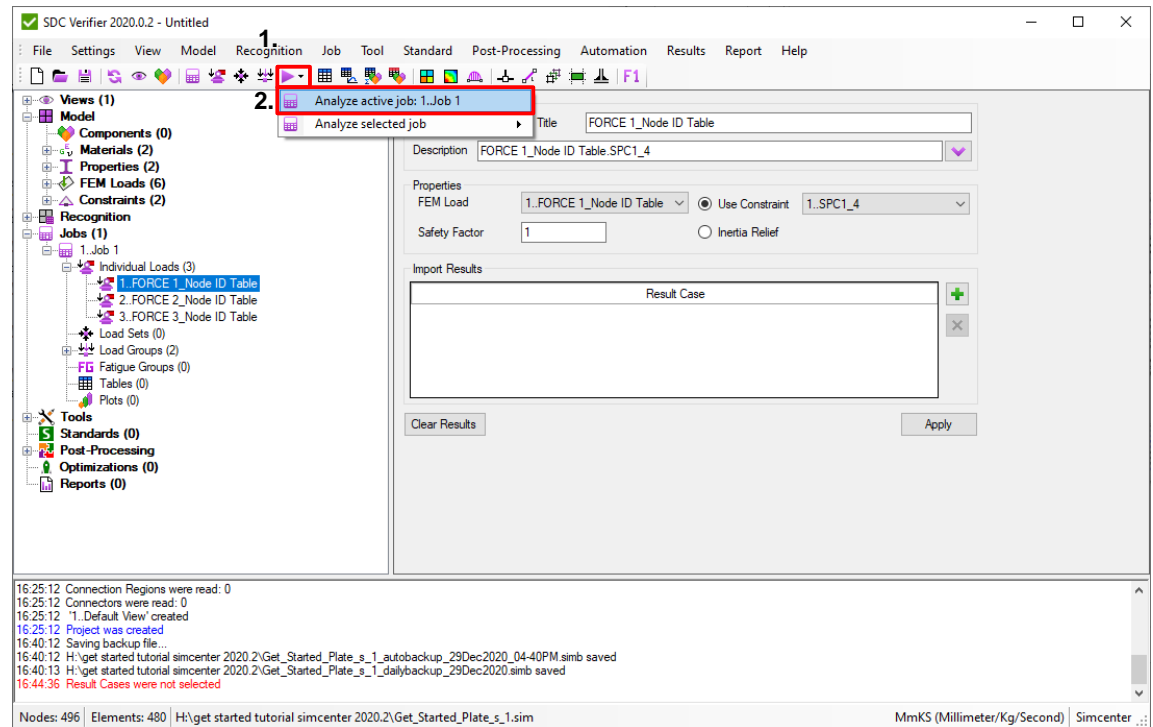 SDC Verifier 2020.0.2 - Untitled
File Settings View Model Recognition Job Tool Standard Post-Processing Automation Results Report Help
1.
F1
2.
Analyze active job: 1..Job 1
Analyze selected job
Views (1)
Model
Components (0)
Materials (2)
Properties (2)
FEM Loads (6)
Constraints (2)
Recognition
Jobs (1)
1..Job 1
Individual Loads (3)
1..FORCE 1_Node ID Table
2..FORCE 2_Node ID Table
3..FORCE 3_Node ID Table
Load Sets (0)
Load Groups (2)
FG Fatigue Groups (0)
Tables (0)
Plots (0)
Tools
S Standards (0)
Post-Processing
Optimizations (0)
Reports (0)
Title FORCE 1_Node ID Table
Description FORCE 1_Node ID Table.SPC1_4
Properties
FEM Load 1..FORCE 1_Node ID Table Use Constraint 1..SPC1_4
Safety Factor 1 Inertia Relief
Import Results
Result Case
Clear Results Apply
16:25:12 Connection Regions were read: 0
16:25:12 Connectors were read: 0
16:25:12 '1..Default View' created
16:25:12 Project was created
16:40:12 Saving backup file...
16:40:12 H:\get started tutorial simcenter 2020.2\Get_Started_Plate_s_1_autobackup_29Dec2020_04-40PM.simb saved
16:40:13 H:\get started tutorial simcenter 2020.2\Get_Started_Plate_s_1_dailybackup_29Dec2020.simb saved
16:44:36 Result Cases were not selected
Nodes: 496 Elements: 480 H:\get started tutorial simcenter 2020.2\Get_Started_Plate_s_1.sim MmKS (Millimeter/Kg/Second) Simcenter